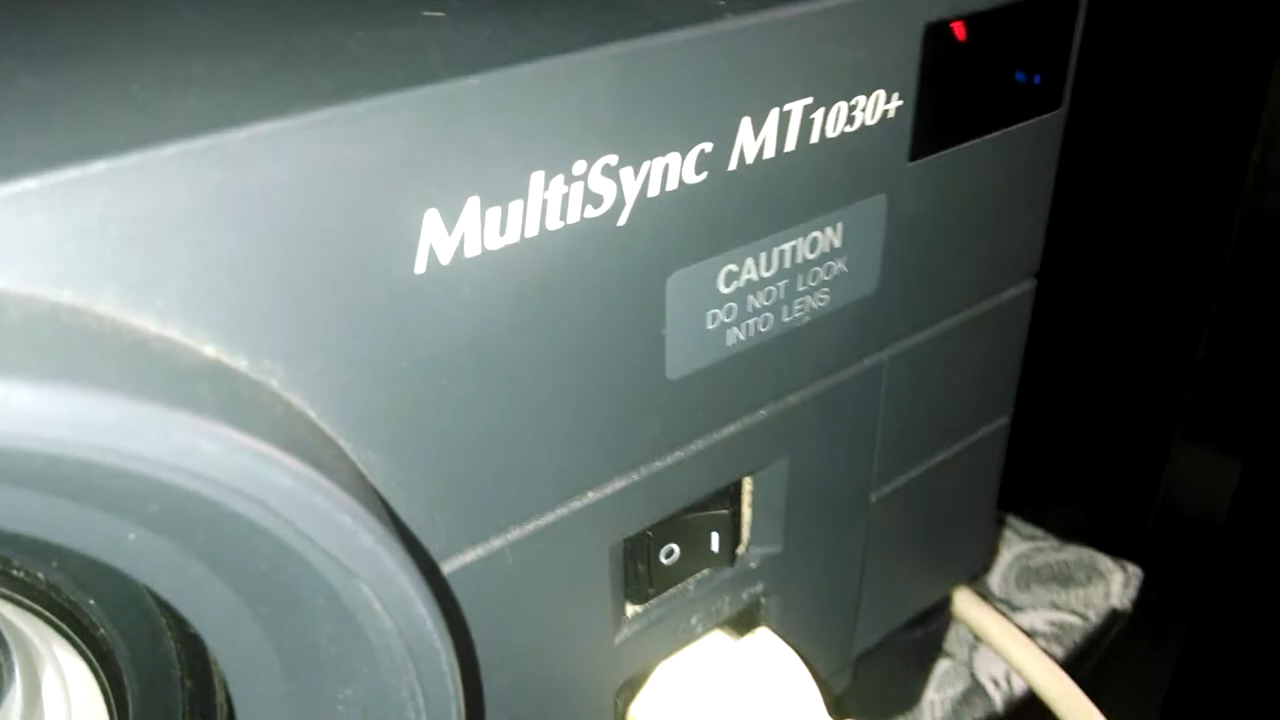 MultiSync MT1030+
CAUTION
DO NOT LOOK
INTO LENS
O I